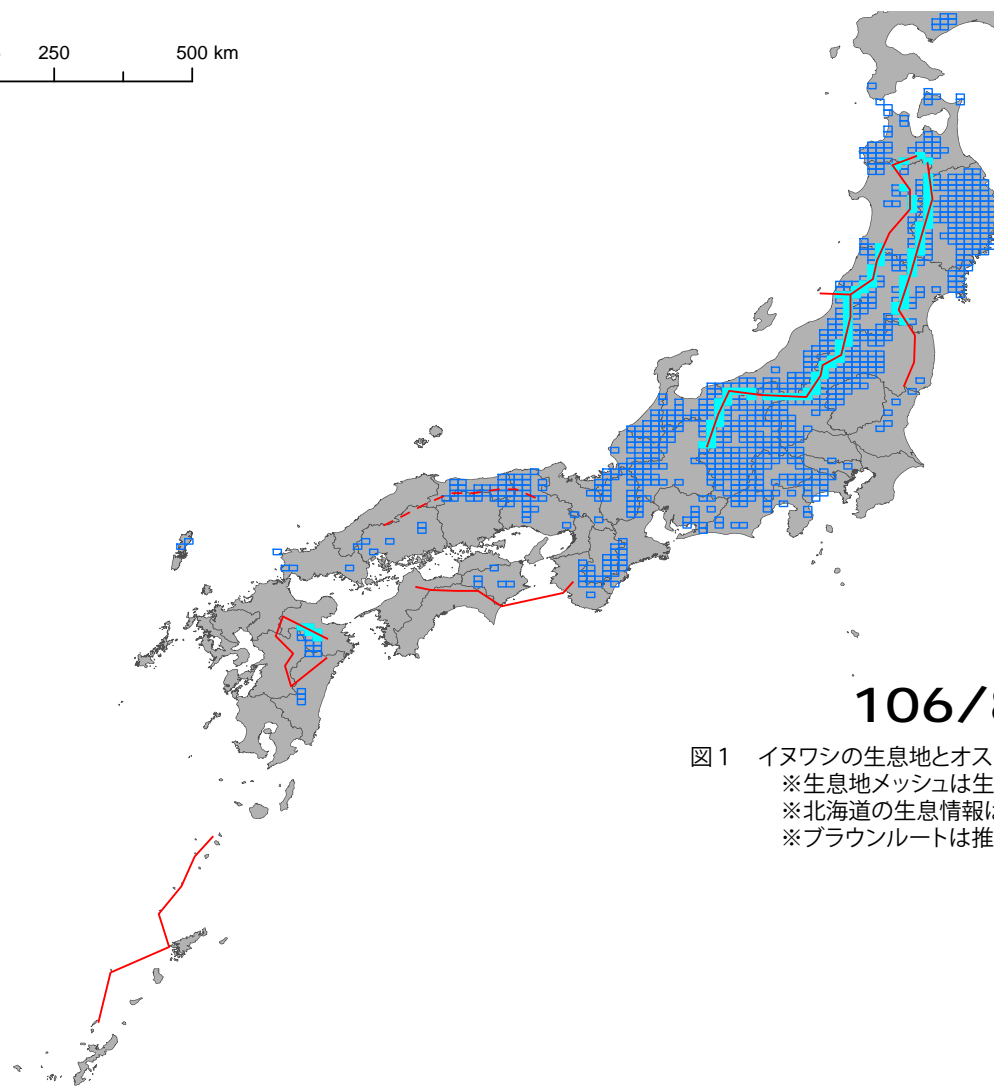 250 500 km
106/
図1 イヌワシの生息地とオス
※生息地メッシュは生
※北海道の生息情報は
※ブラウンルートは推